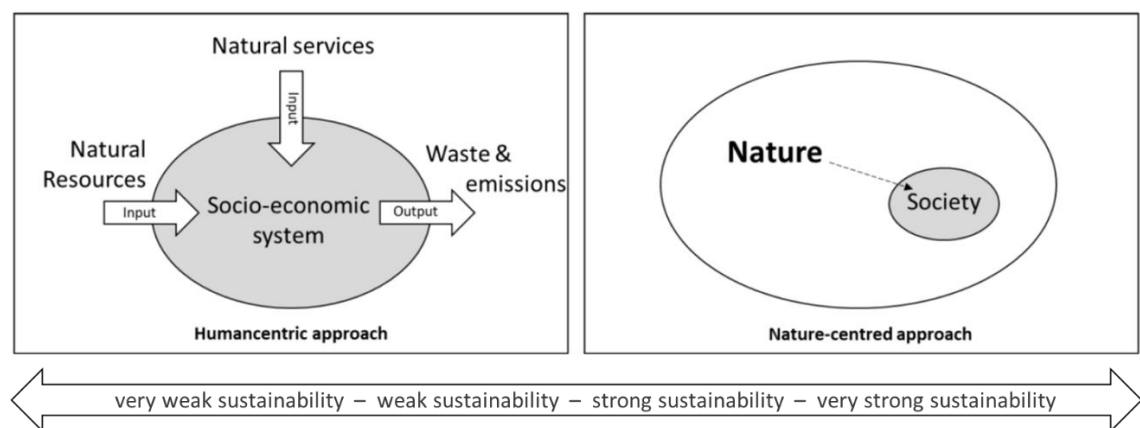 Natural services
Input
Natural
Resources
Input
Socio-economic
system
Output
Waste &
emissions
Humancentric approach
Nature
Society
Nature-centred approach
very weak sustainability – weak sustainability – strong sustainability – very strong sustainability